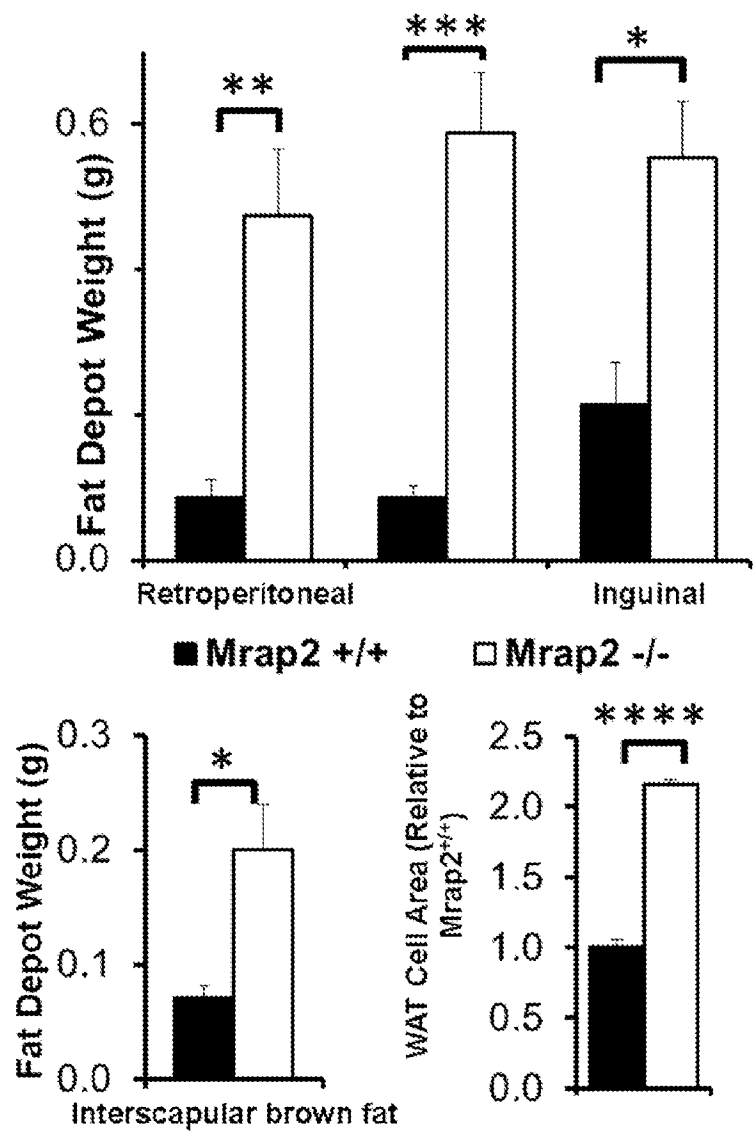 **
***
*
Fat Depot Weight (g)
0.6
0.0
Retroperitoneal
Inguinal
Mrap2 +/+
Mrap2 -/-
Fat Depot Weight (g)
0.3
0.2
0.1
0.0
*
Interscapular brown fat
WAT Cell Area (Relative to
Mrap2+/+)
****
2.5
2.0
1.5
1.0
0.5
0.0